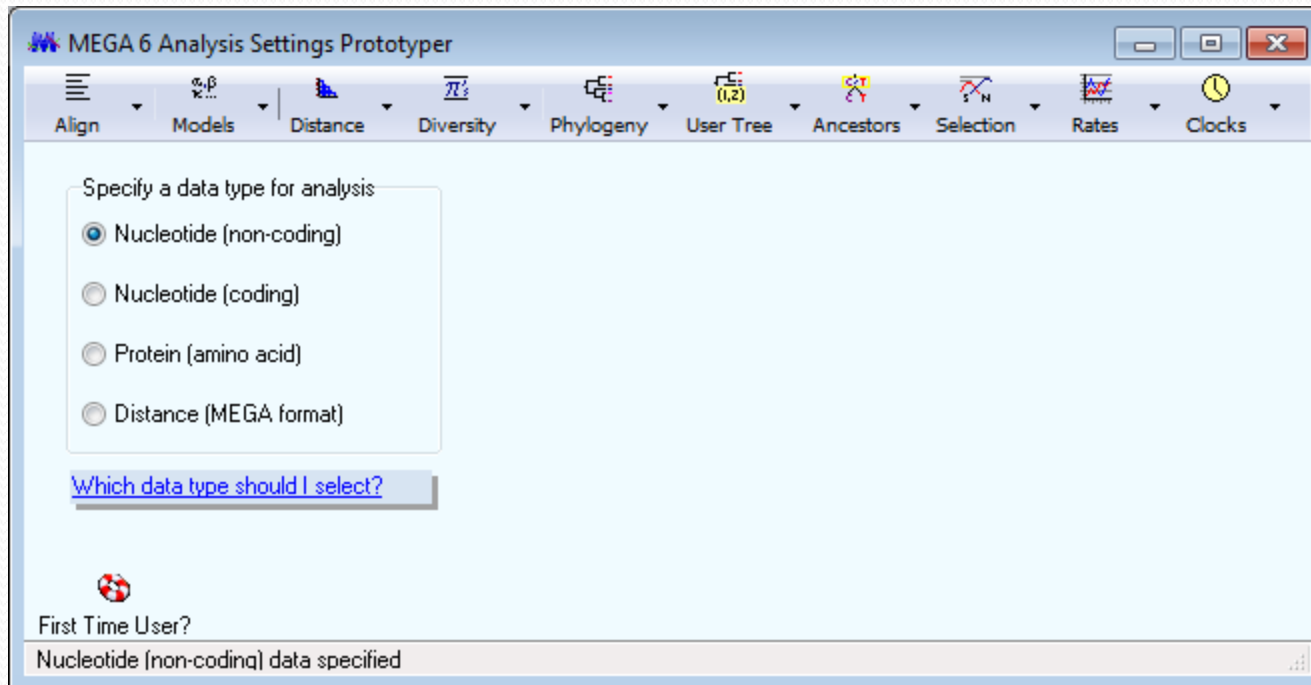 MEGA 6 Analysis Settings Prototyper
Align Models Distance Diversity Phylogeny User Tree Ancestors Selection Rates Clocks
Specify a data type for analysis
Nucleotide (non-coding)
Nucleotide (coding)
Protein (amino acid)
Distance (MEGA format)
Which data type should I select?
First Time User?
Nucleotide (non-coding) data specified